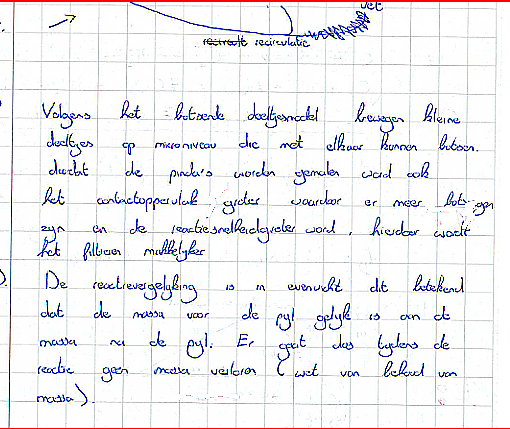 vet
recirculatie
Volgens het botsende deeltjesmodel bewegen kleine
deeltjes op microniveau die met elkaar kunnen botsen.
doordat de pinda's worden gemalen word ook
het contactoppervlak groter waardoor er meer botsingen
zijn en de reactiesnelheid groter word, hierdoor wordt
het filteren makkelijker
De reactievergelijking is in evenwicht dit betekend
dat de massa voor de pijl gelijk is aan de
massa na de pijl. Er gaat dus tijdens de
reactie geen massa verloren (wet van behoud van
massa).